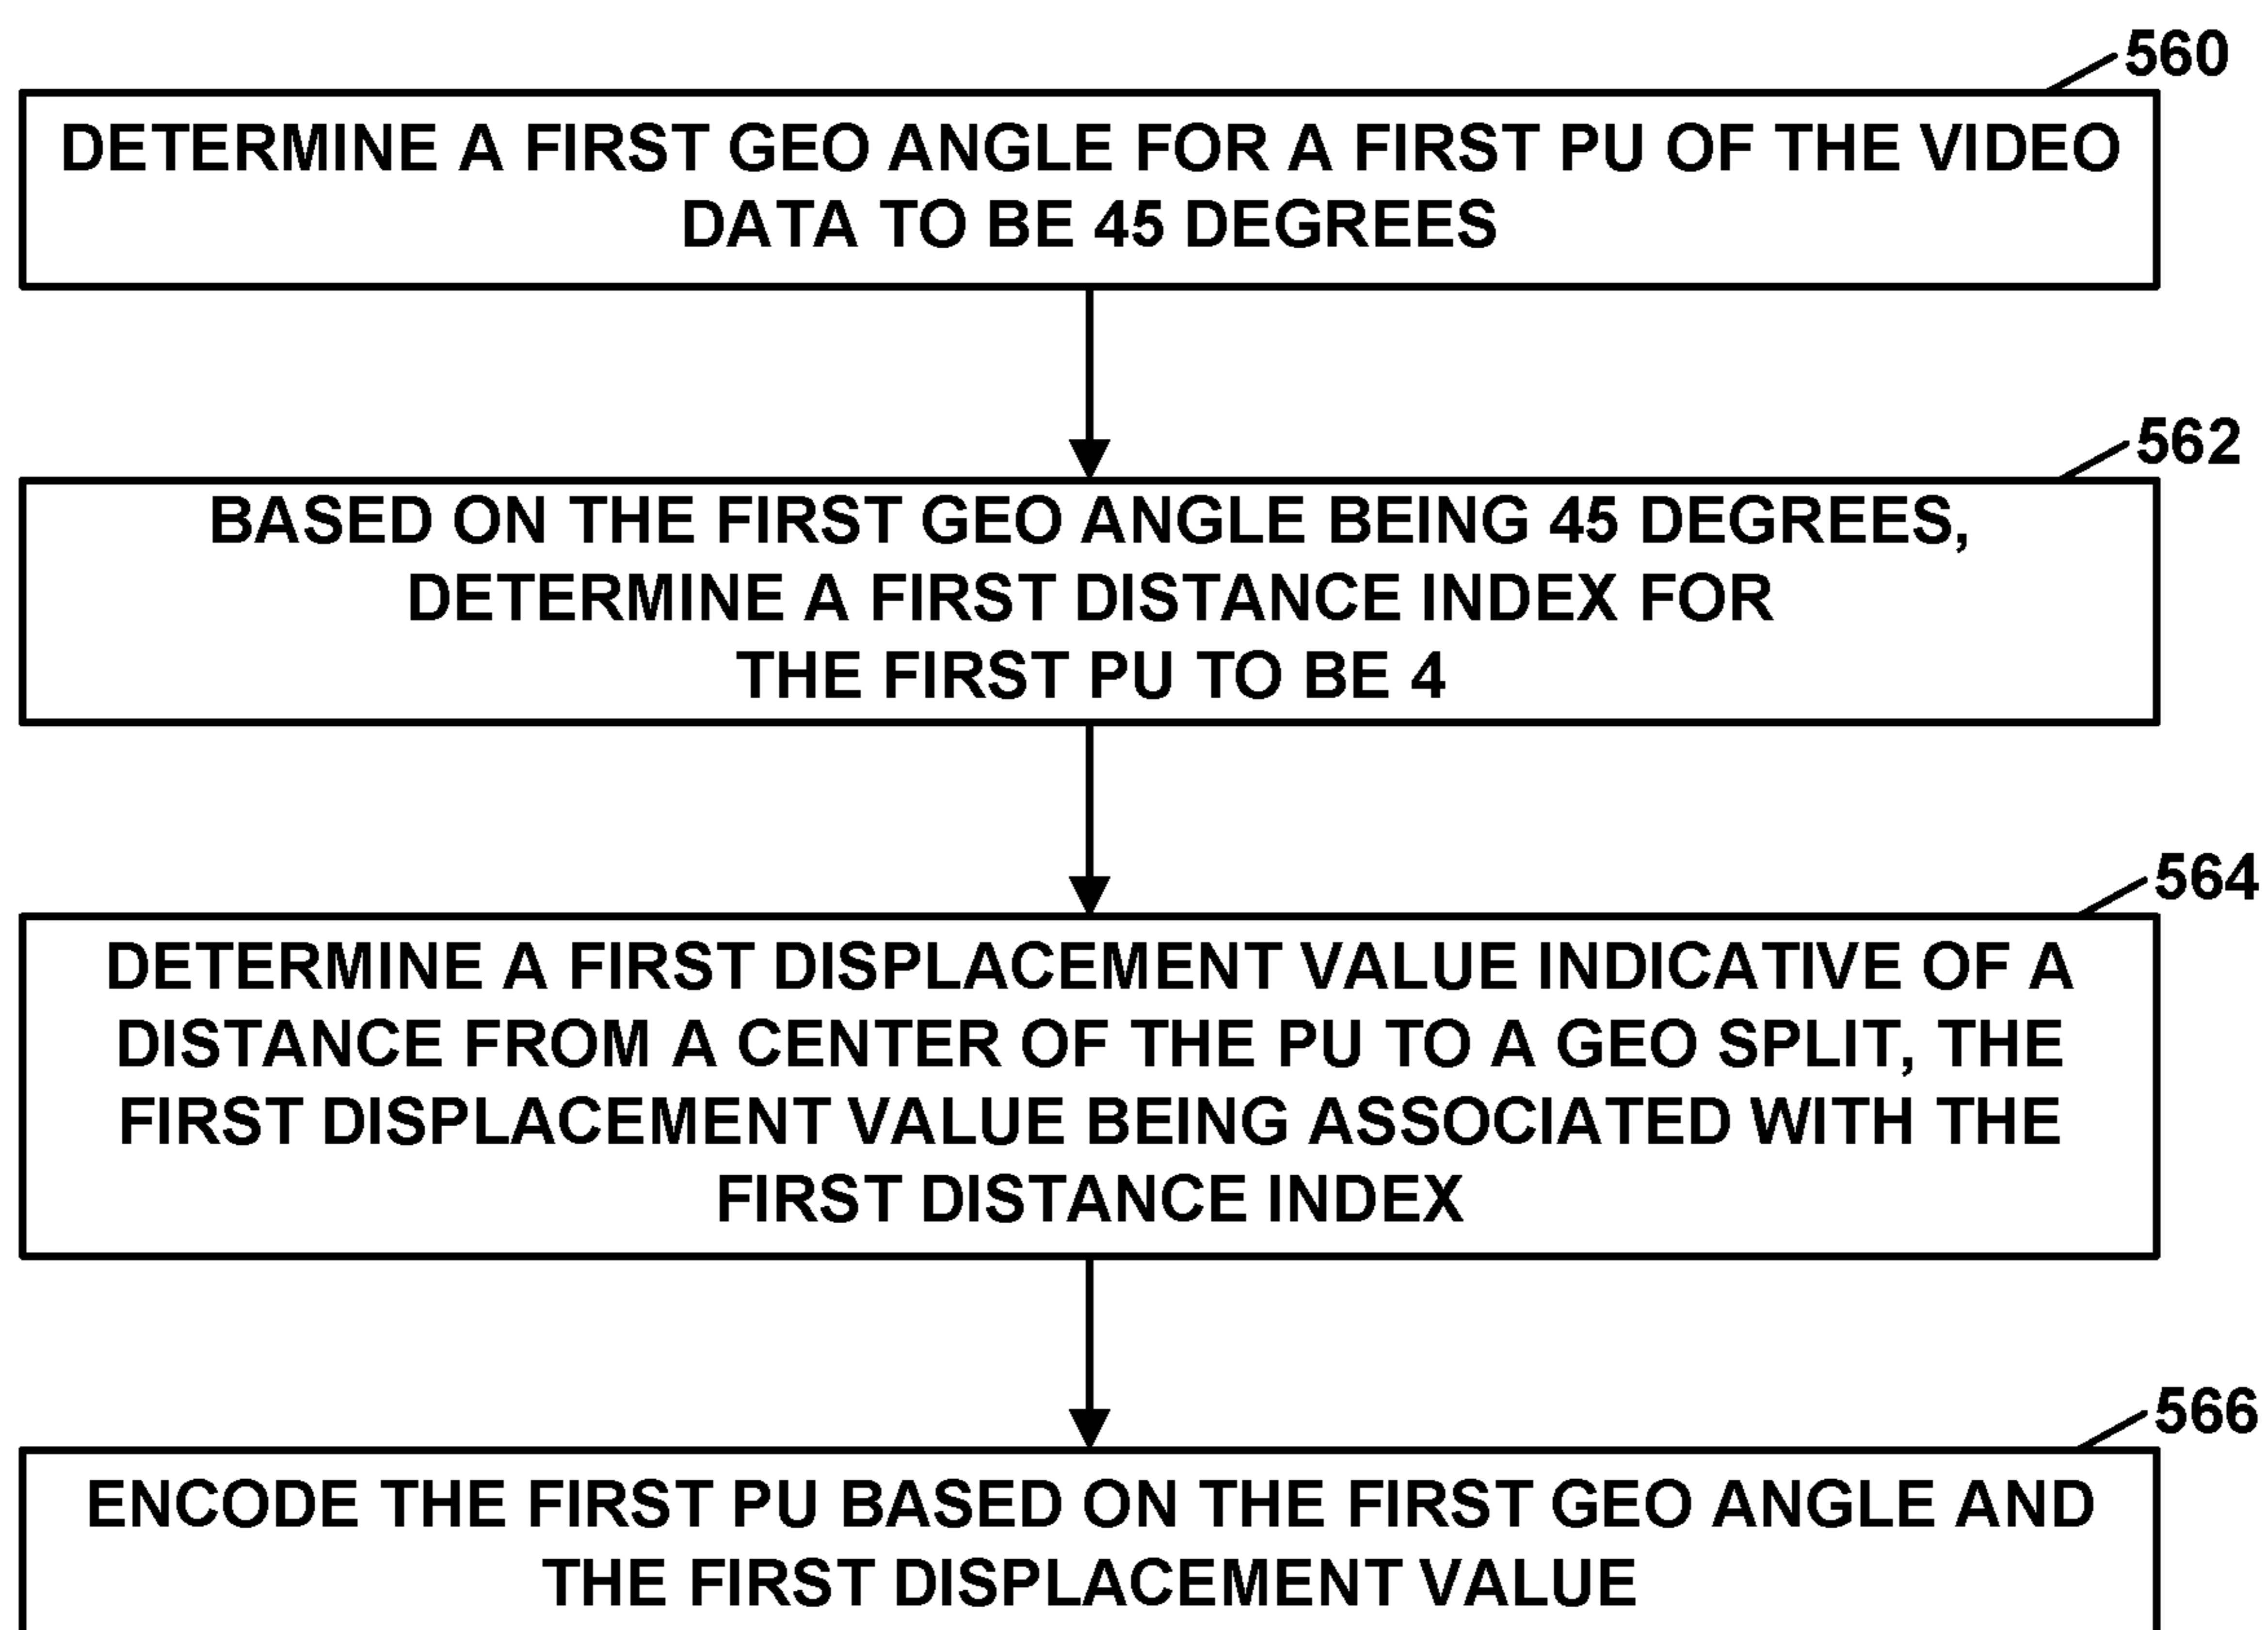 560
DETERMINE A FIRST GEO ANGLE FOR A FIRST PU OF THE VIDEO
DATA TO BE 45 DEGREES
562
BASED ON THE FIRST GEO ANGLE BEING 45 DEGREES,
DETERMINE A FIRST DISTANCE INDEX FOR
THE FIRST PU TO BE 4
564
DETERMINE A FIRST DISPLACEMENT VALUE INDICATIVE OF A
DISTANCE FROM A CENTER OF THE PU TO A GEO SPLIT, THE
FIRST DISPLACEMENT VALUE BEING ASSOCIATED WITH THE
FIRST DISTANCE INDEX
566
ENCODE THE FIRST PU BASED ON THE FIRST GEO ANGLE AND
THE FIRST DISPLACEMENT VALUE